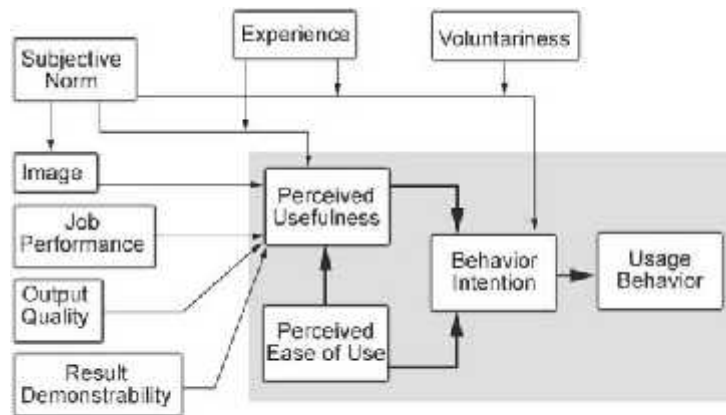 Experience
Voluntariness
Subjective
Norm
Image
Perceived
Usefulness
Job
Performance
Behavior
Intention
Usage
Behavior
Output
Quality
Perceived
Ease of Use
Result
Demonstrability